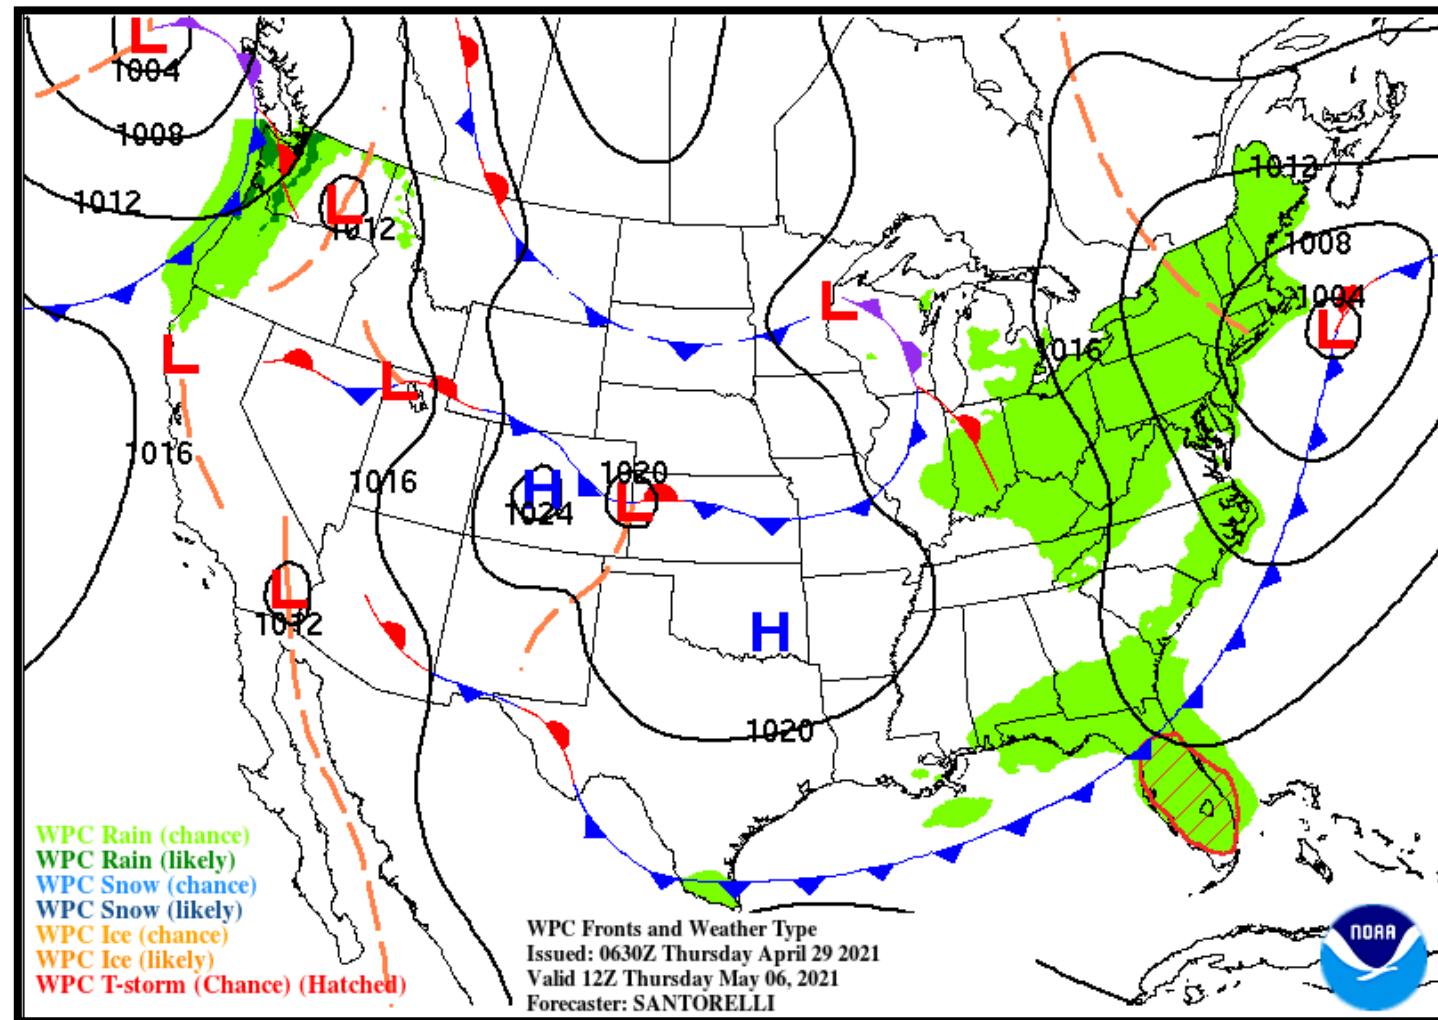 L
1004
1008
1012
L
1012
1012
1008
1004
L
L
1016
L
L
1016
1016
H
1024
1020
L
L
1012
H
1020
WPC Rain (chance)
WPC Rain (likely)
WPC Snow (chance)
WPC Snow (likely)
WPC Ice (chance)
WPC Ice (likely)
WPC T-storm (Chance) (Hatched)
WPC Fronts and Weather Type
Issued: 0630Z Thursday April 29 2021
Valid 12Z Thursday May 06, 2021
Forecaster: SANTORELLI
NOAA